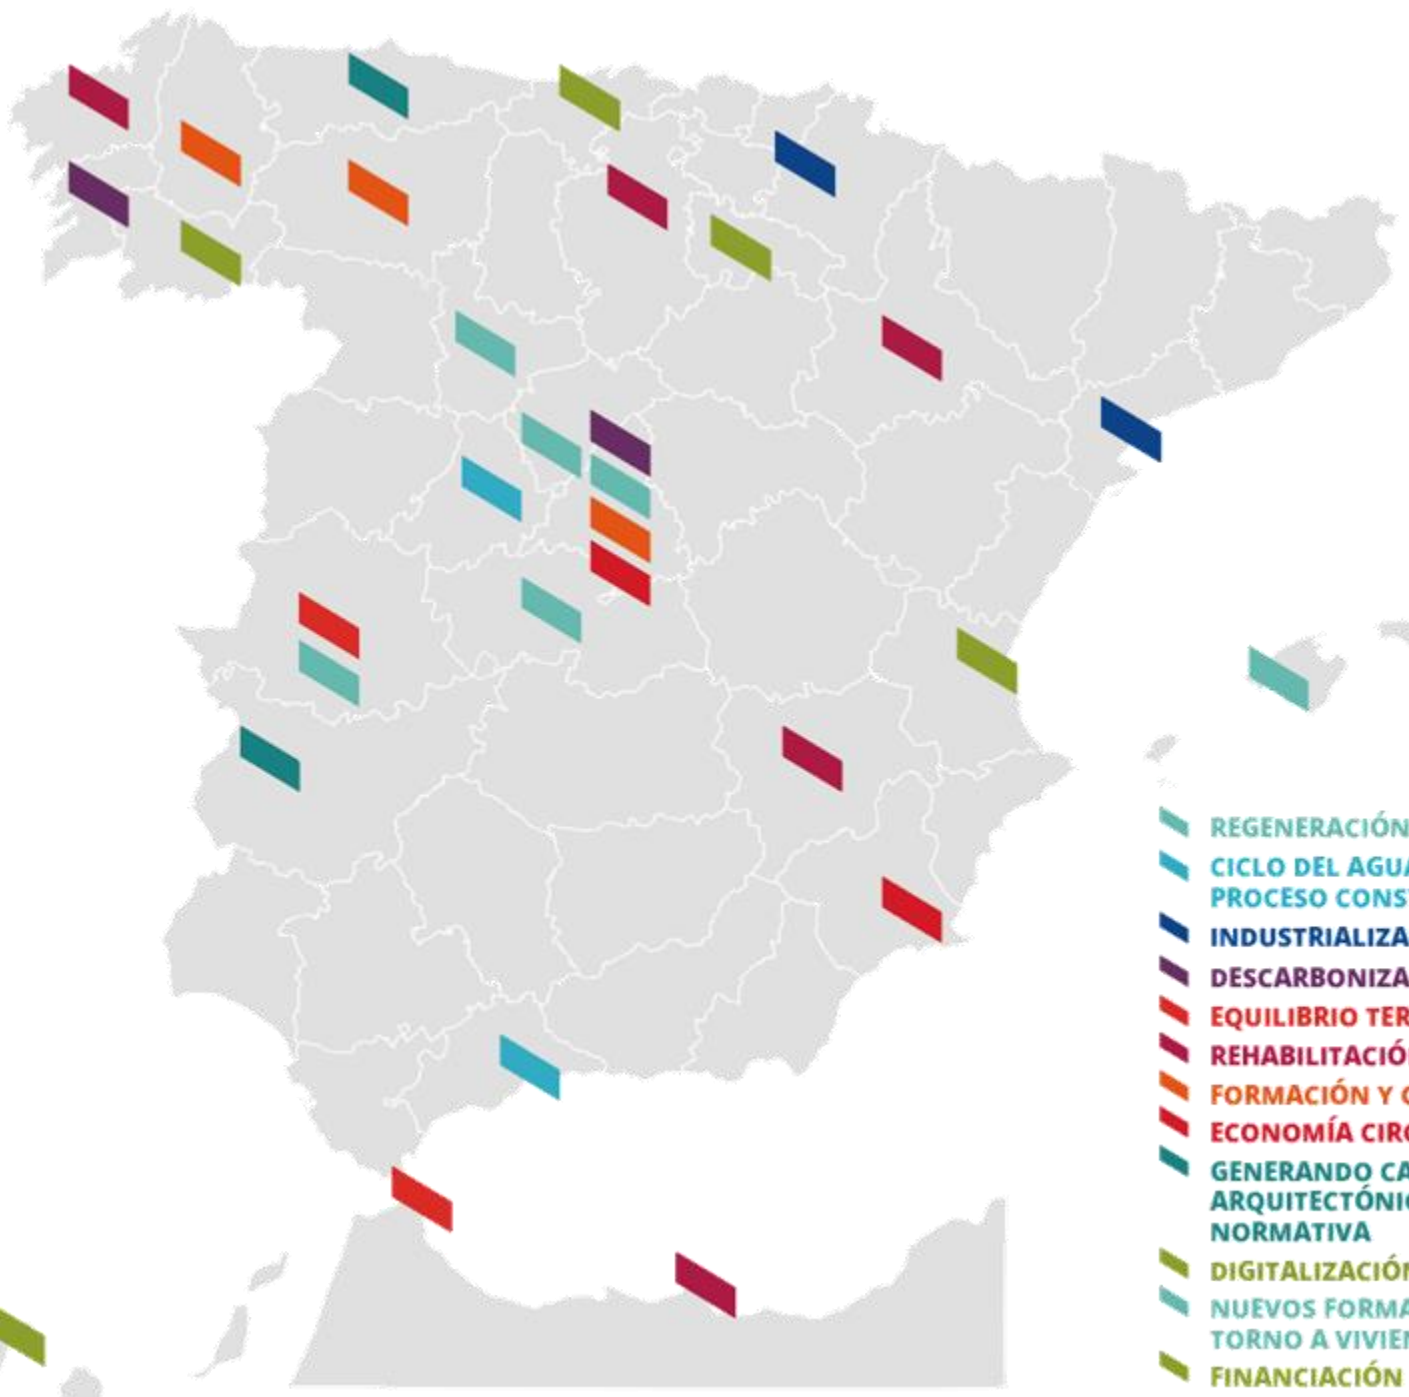 REGENERACIÓN
CICLO DEL AGUA
PROCESO CONS
INDUSTRIALIZA
DESCARBONIZA
EQUILIBRIO TER
REHABILITACIÓ
FORMACIÓN Y
ECONOMÍA CIR
GENERANDO CA
ARQUITECTÓNI
NORMATIVA
DIGITALIZACIÓN
NUEVOS FORMA
TORNO A VIVIE
FINANCIACIÓN